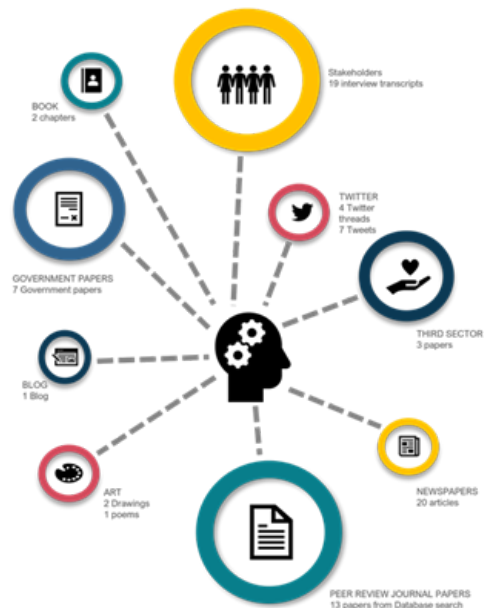 Stakeholders
19 interview transcripts
BOOK
2 chapters
TWITTER
4 Twitter
threads
7 Tweets
GOVERNMENT PAPERS
7 Government papers
THIRD SECTOR
3 papers
BLOG
1 Blog
ART
2 Drawings
1 poems
NEWSPAPERS
20 articles
PEER REVIEW JOURNAL PAPERS
13 papers from Database search